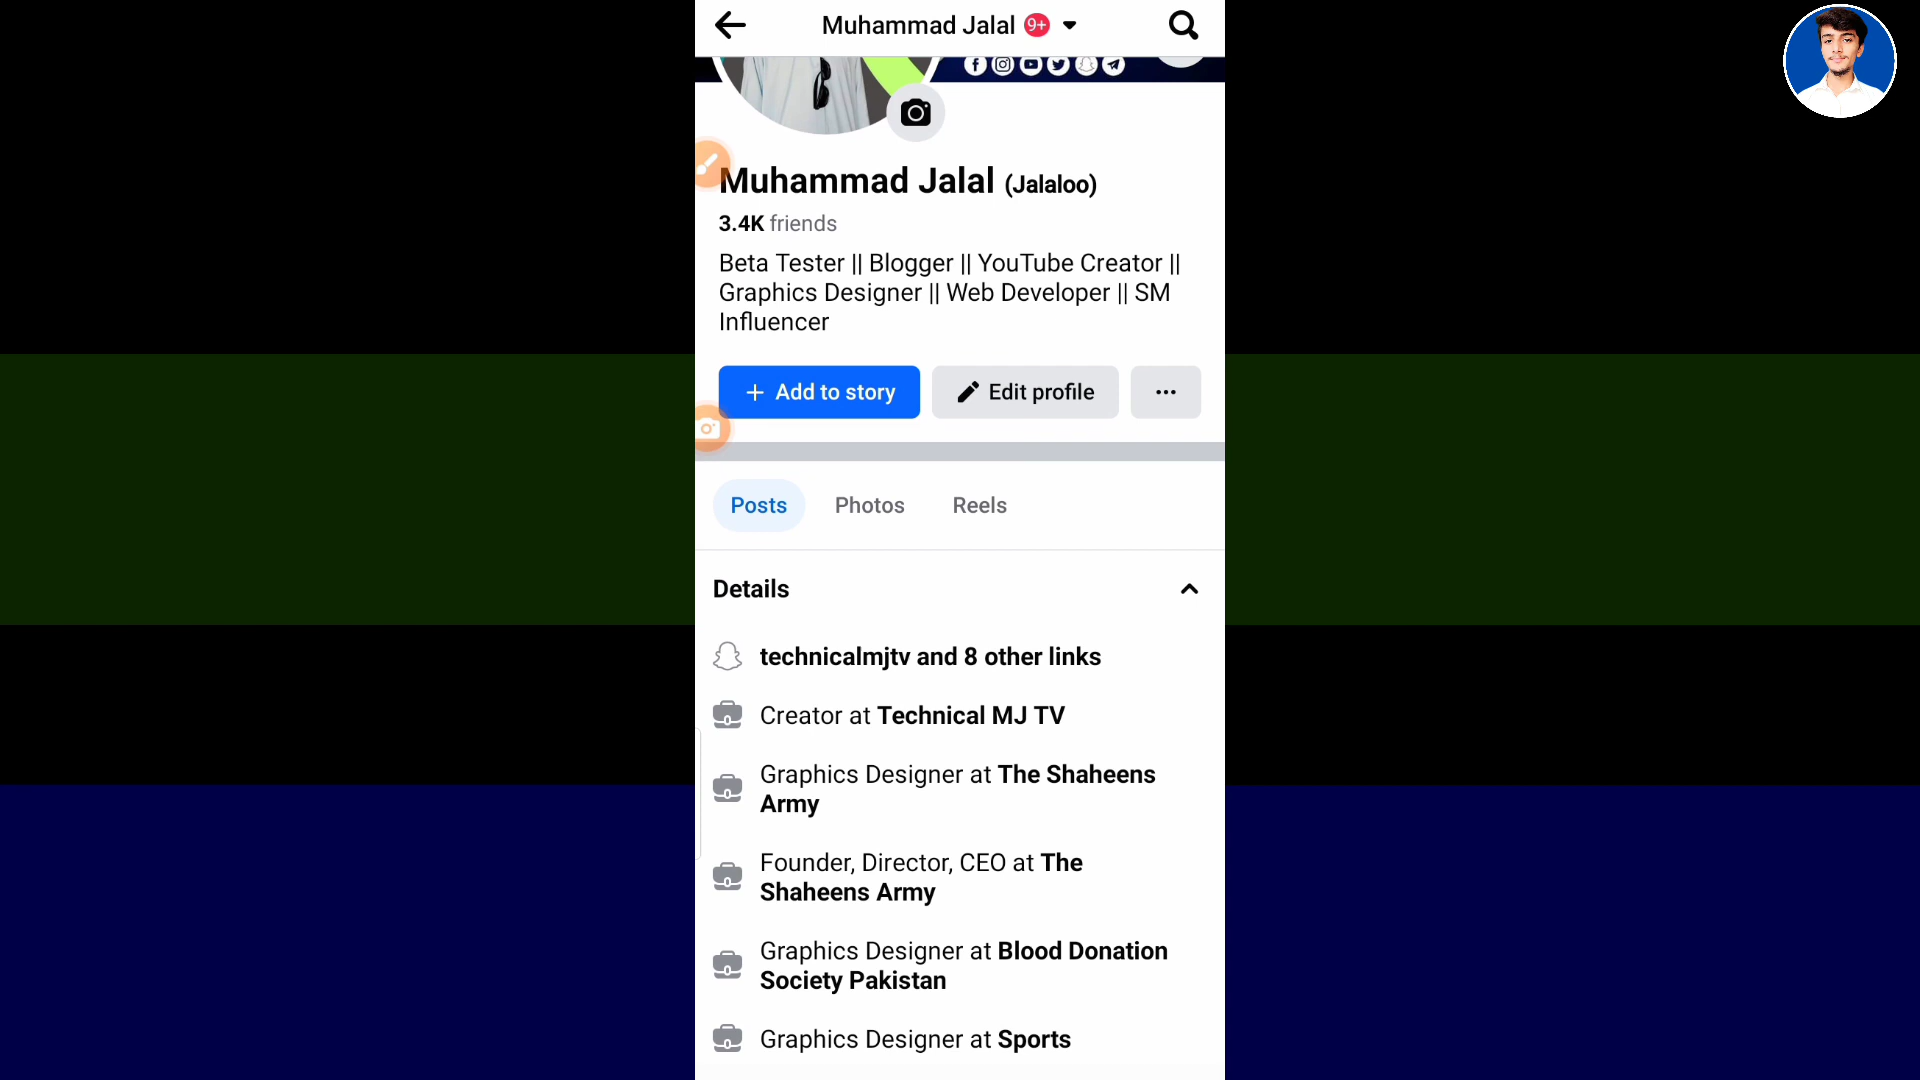 Muhammad Jalal 9+
Muhammad Jalal (Jalaloo)
3.4K friends
Beta Tester || Blogger || YouTube Creator ||
Graphics Designer || Web Developer || SM
Influencer
+ Add to story
Edit profile
Posts
Photos
Reels
Details
technicalmjtv and 8 other links
Creator at Technical MJ TV
Graphics Designer at The Shaheens
Army
Founder, Director, CEO at The
Shaheens Army
Graphics Designer at Blood Donation
Society Pakistan
Graphics Designer at Sports